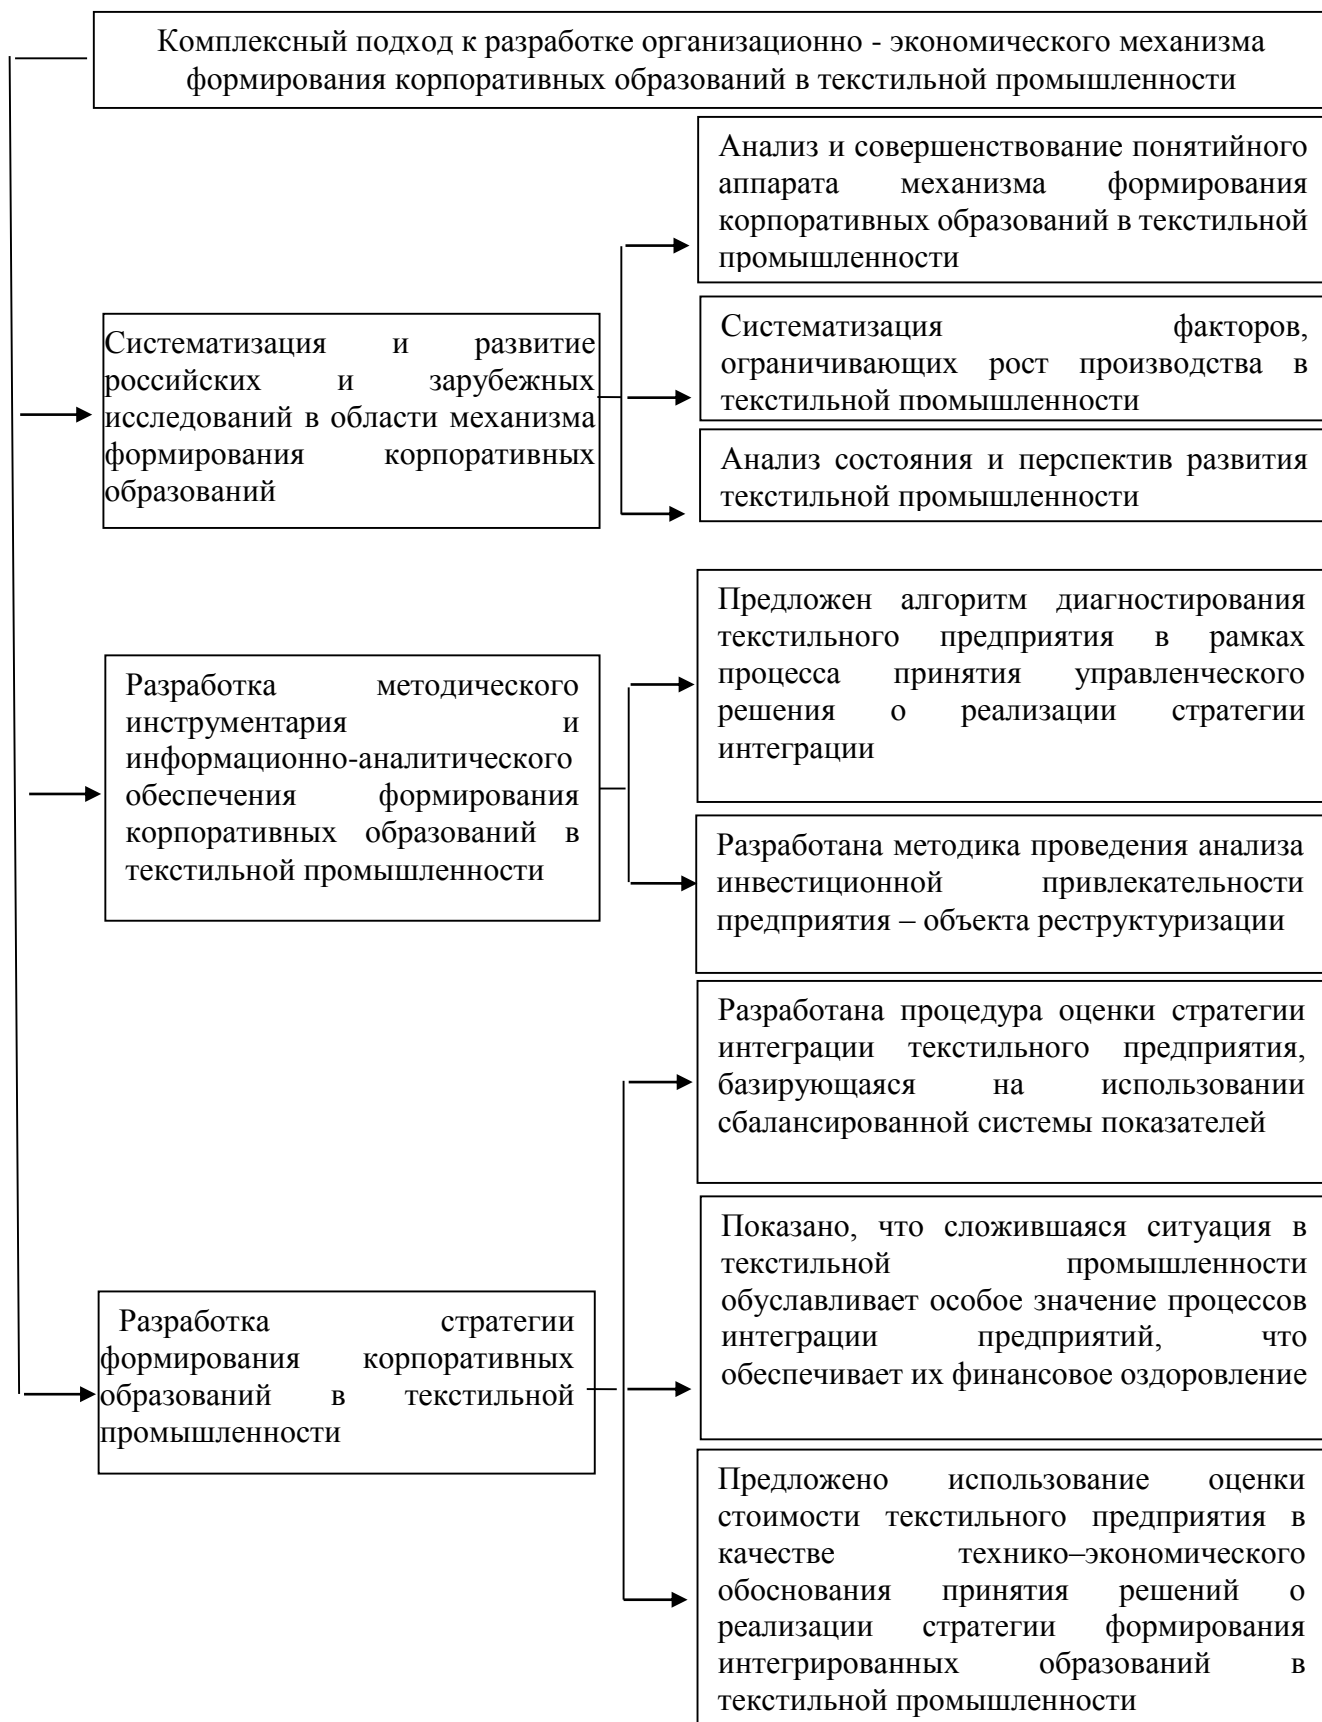 Комплексный подход к разработке организационно - экономического механизма
формирования корпоративных образований в текстильной промышленности
Систематизация и развитие
российских и зарубежных
исследований в области механизма
формирования корпоративных
образований
Анализ и совершенствование понятийного
аппарата механизма формирования
корпоративных образований в текстильной
промышленности
Систематизация факторов,
ограничивающих рост производства в
текстильной промышленности
Анализ состояния и перспектив развития
текстильной промышленности
Разработка методического
инструментария и
информационно-аналитического
обеспечения формирования
корпоративных образований в
текстильной промышленности
Предложен алгоритм диагностирования
текстильного предприятия в рамках
процесса принятия управленческого
решения о реализации стратегии
интеграции
Разработана методика проведения анализа
инвестиционной привлекательности
предприятия – объекта реструктуризации
Разработка стратегии
формирования корпоративных
образований в текстильной
промышленности
Разработана процедура оценки стратегии
интеграции текстильного предприятия,
базирующаяся на использовании
сбалансированной системы показателей
Показано, что сложившаяся ситуация в
текстильной промышленности
обуславливает особое значение процессов
интеграции предприятий, что
обеспечивает их финансовое оздоровление
Предложено использование оценки
стоимости текстильного предприятия в
качестве технико–экономического
обоснования принятия решений о
реализации стратегии формирования
интегрированных образований в
текстильной промышленности